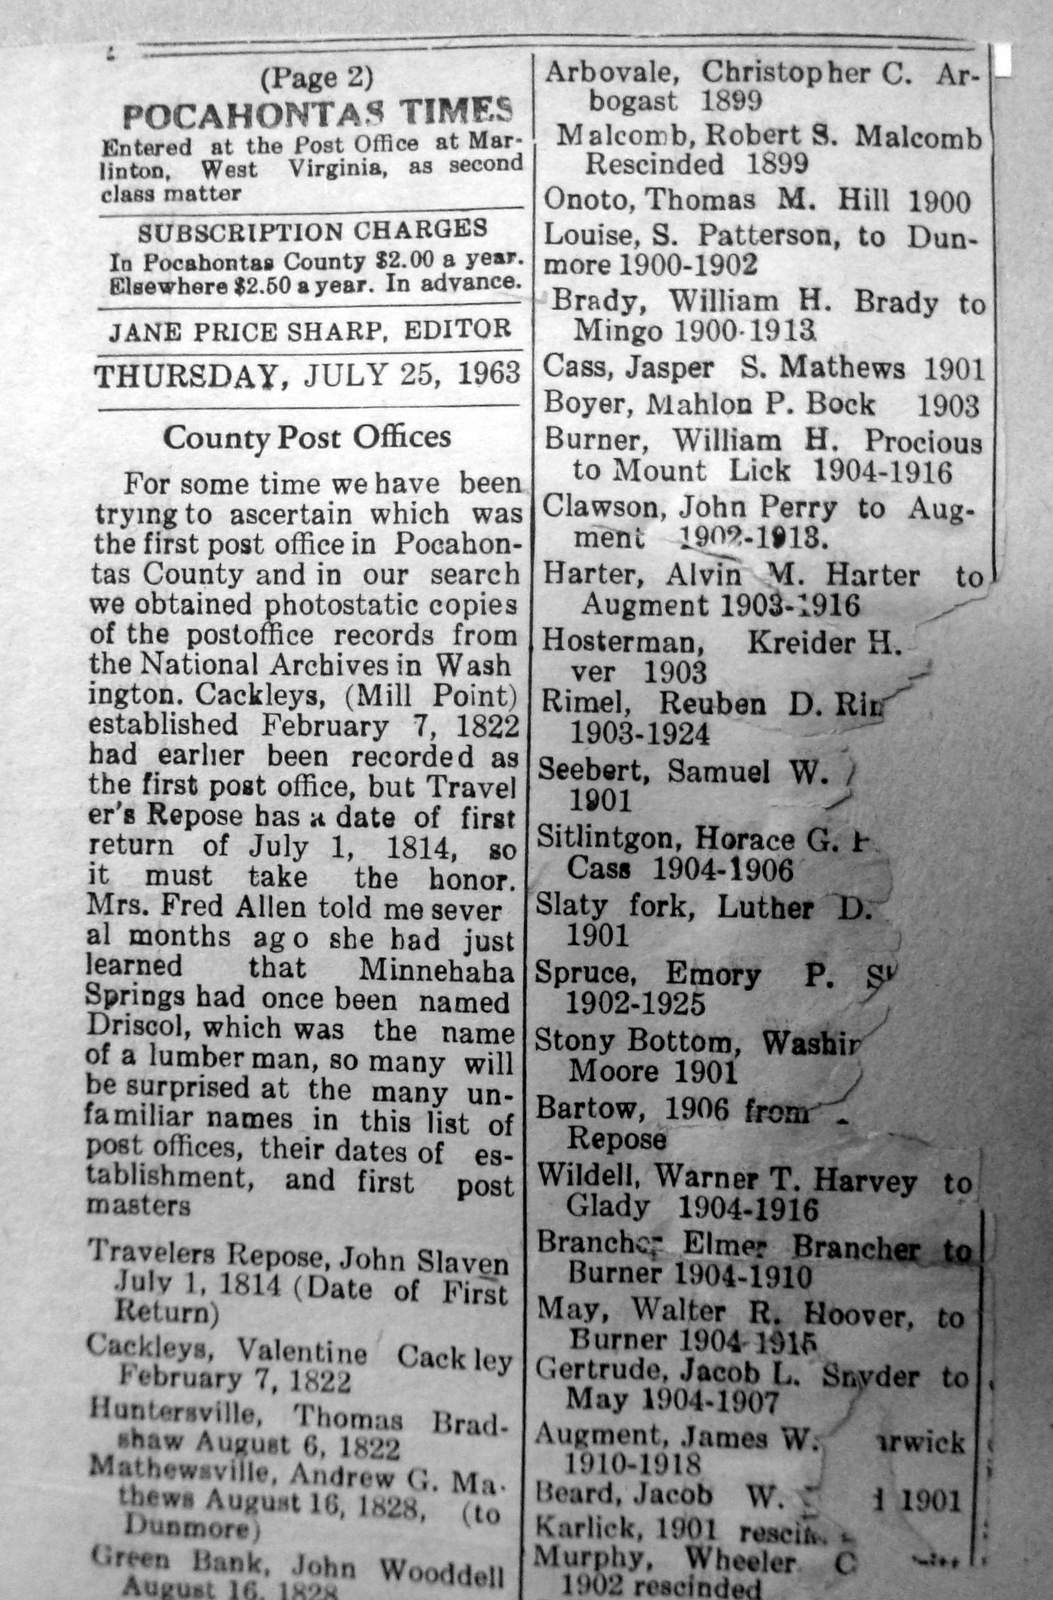 (Page 2)
POCAHONTAS TIMES
Entered at the Post Office at Mar-
linton, West Virginia, as second
class matter
SUBSCRIPTION CHARGES
In Pocahontas County $2.00 a year.
Elsewhere $2.50 a year. In advance.
JANE PRICE SHARP, EDITOR
THURSDAY, JULY 25, 1963
County Post Offices
For some time we have been
trying to ascertain which was
the first post office in Pocahon-
tas County and in our search
we obtained photostatic copies
of the postoffice records from
the National Archives in Wash
ington. Cackleys, (Mill Point)
established February 7, 1822
had earlier been recorded as
the first post office, but Travel
er's Repose has a date of first
return of July 1, 1814, so
it must take the honor.
Mrs. Fred Allen told me sever
al months ago she had just
learned that Minnehaha
Springs had once been named
Driscol, which was the name
of a lumber man, so many will
be surprised at the many un-
familiar names in this list of
post offices, their dates of es-
tablishment, and first post
masters
Travelers Repose, John Slaven
July 1, 1814 (Date of First
Return)
Cackleys, Valentine Cackley
February 7, 1822
Huntersville, Thomas Brad-
shaw August 6, 1822
Mathewsville, Andrew G. Ma-
thews August 16, 1828, (to
Dunmore)
Green Bank, John Wooddell
August 16, 1828
Arbovale, Christopher C. Ar-
bogast 1899
Malcomb, Robert S. Malcomb
Rescinded 1899
Onoto, Thomas M. Hill 1900
Louise, S. Patterson, to Dun-
more 1900-1902
Brady, William H. Brady to
Mingo 1900-1913
Cass, Jasper S. Mathews 1901
Boyer, Mahlon P. Bock 1903
Burner, William H. Procious
to Mount Lick 1904-1916
Clawson, John Perry to Aug-
ment 1902-1913.
Harter, Alvin M. Harter to
Augment 1903-1916
Hosterman, Kreider H.
ver 1903
Rimel, Reuben D.
1903-1924
Seebert, Samuel W.
1901
Sitlintgon, Horace G.
Cass 1904-1906
Slaty fork, Luther D.
1901
Spruce, Emory P.
1902-1925
Stony Bottom, Washin
Moore 1901
Bartow, 1906 from
Repose
Wildell, Warner T. Harvey to
Glady 1904-1916
Brancher Elmer Brancher to
Burner 1904-1910
May, Walter R. Hoover, to
Burner 1904-1915
Gertrude, Jacob L. Snyder to
May 1904-1907
Augment, James W. arwick
1910-1918
Beard, Jacob W. d 1901
Karlick, 1901
Murphy, Wheeler C
1902 rescinded